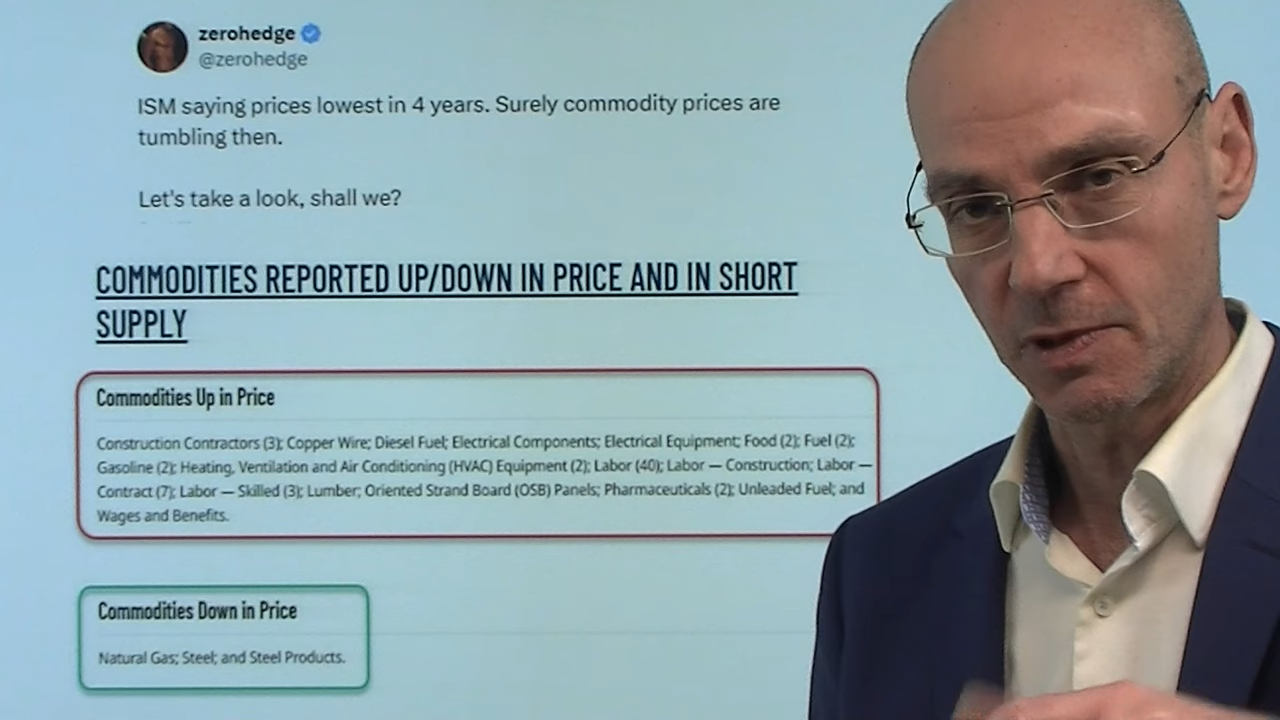 zerohedge
@zerohedge
ISM saying prices lowest in 4 years. Surely commodity prices are
tumbling then.
Let's take a look, shall we?
COMMODITIES REPORTED UP/DOWN IN PRICE AND IN SHORT
SUPPLY
Commodities Up in Price
Construction Contractors (3); Copper Wire; Diesel Fuel; Electrical Components; Electrical Equipment; Food (2); Fuel (2);
Gasoline (2); Heating, Ventilation and Air Conditioning (HVAC) Equipment (2); Labor (40); Labor — Construction; Labor —
Contract (7); Labor — Skilled (3); Lumber; Oriented Strand Board (OSB) Panels; Pharmaceuticals (2); Unleaded Fuel; and
Wages and Benefits.
Commodities Down in Price
Natural Gas; Steel; and Steel Products.